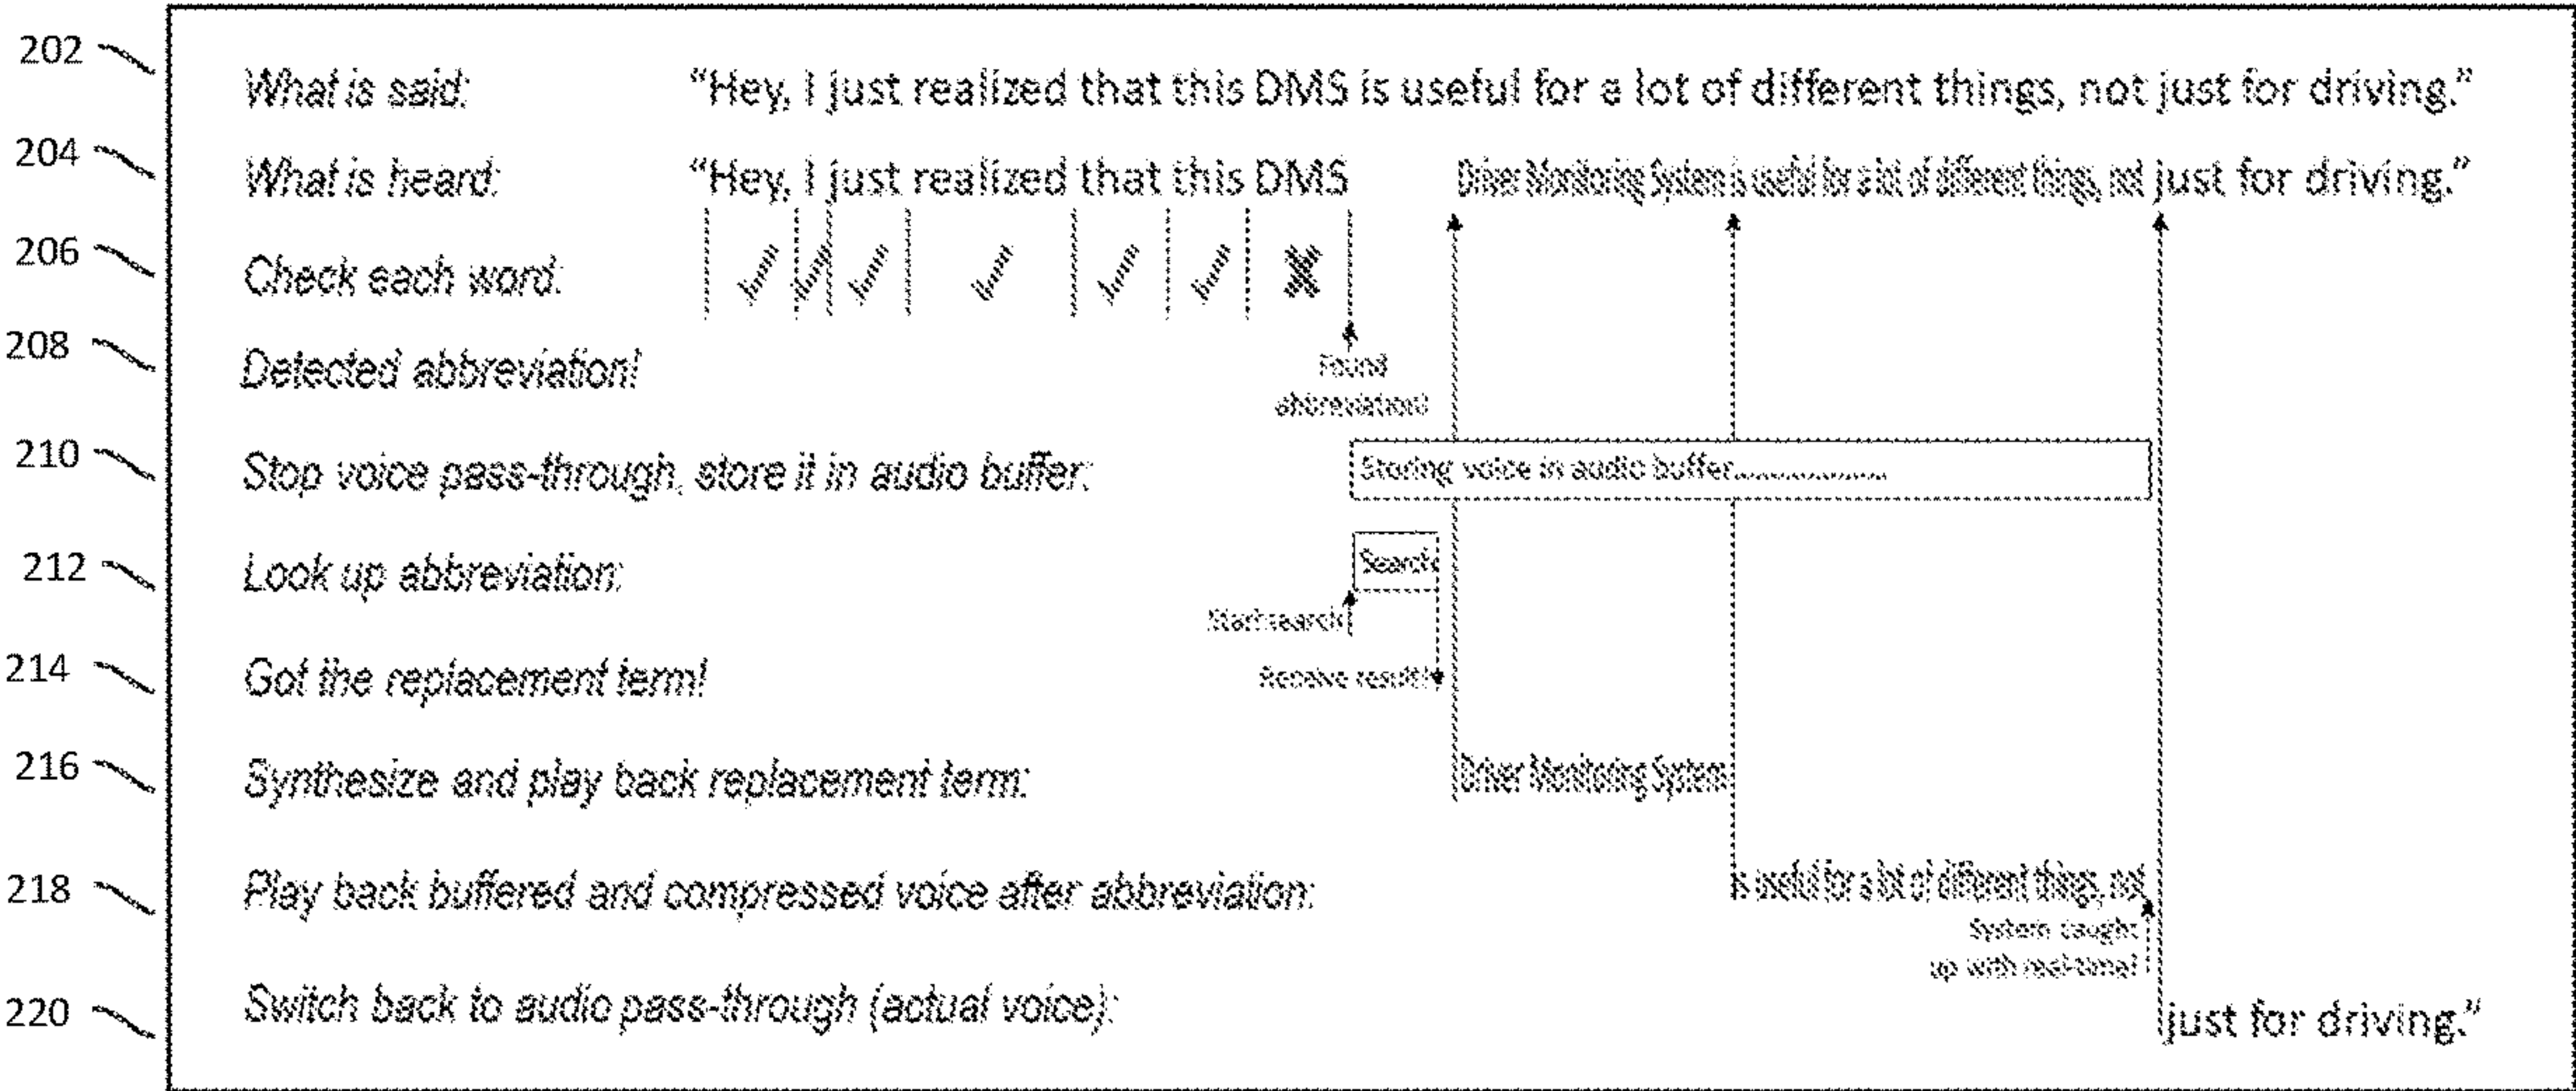 202 What is said: “Hey, I just realized that this DMS is useful for a lot of different things, not just for driving.”
204 What is heard: “Hey, I just realized that this DMS Driver Monitoring System is useful for a lot of different things, not just for driving.”
206 Check each word:
208 Detected abbreviation!
Found
abbreviation!
210 Stop voice pass-through, store it in audio buffer: Storing voice in audio buffer..................
212 Look up abbreviation: Search
Start search
214 Got the replacement term! Receive result!
216 Synthesize and play back replacement term: Driver Monitoring System
218 Play back buffered and compressed voice after abbreviation: is useful for a lot of different things, not
System caught
up with real-time!
220 Switch back to audio pass-through (actual voice): just for driving.”